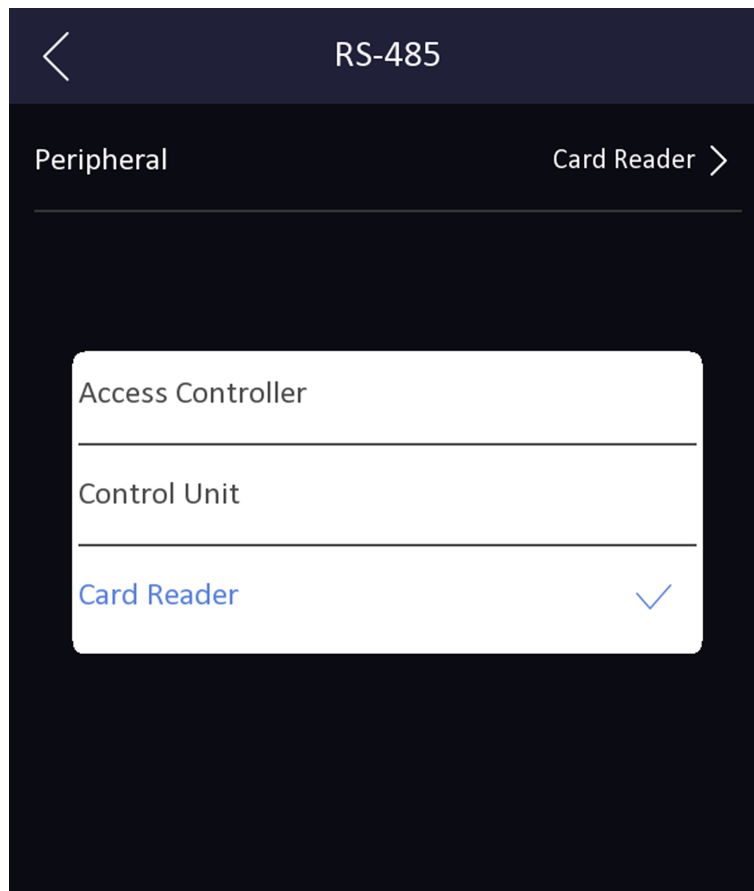 RS-485
Peripheral Card Reader
Access Controller
Control Unit
Card Reader